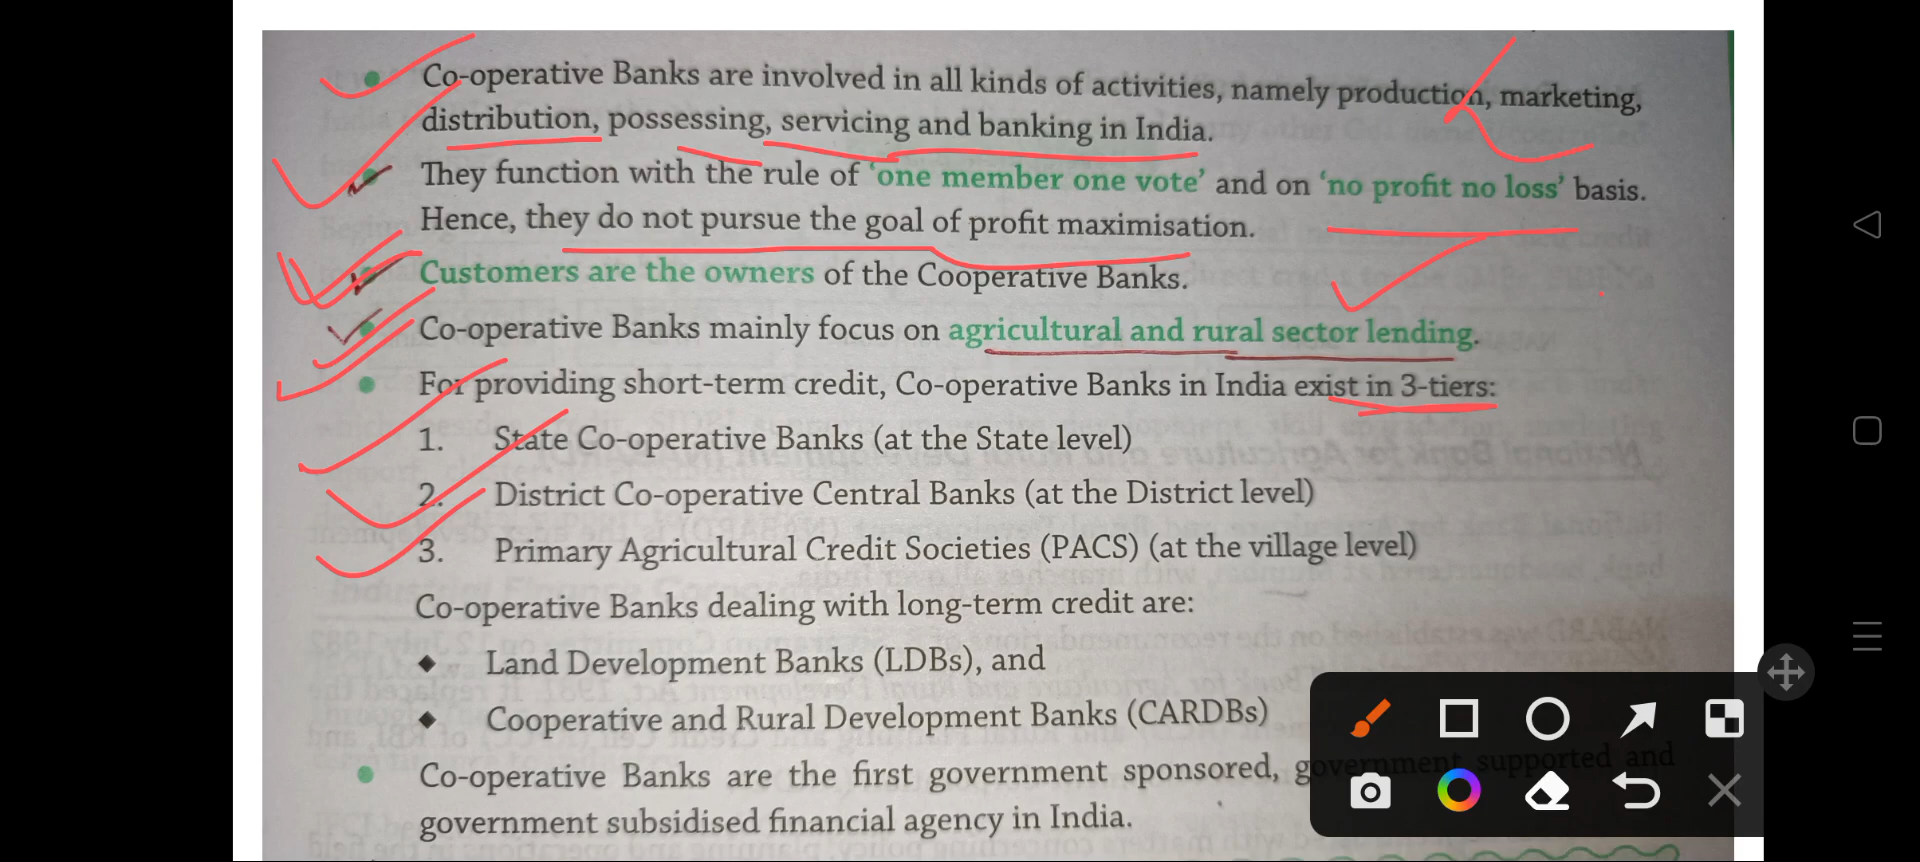 Co-operative Banks are involved in all kinds of activities, namely production, marketing,
distribution, possessing, servicing and banking in India.
They function with the rule of ‘one member one vote’ and on ‘no profit no loss’ basis.
Hence, they do not pursue the goal of profit maximisation.
Customers are the owners of the Cooperative Banks.
Co-operative Banks mainly focus on agricultural and rural sector lending.
For providing short-term credit, Co-operative Banks in India exist in 3-tiers:
1. State Co-operative Banks (at the State level)
2. District Co-operative Central Banks (at the District level)
3. Primary Agricultural Credit Societies (PACS) (at the village level)
Co-operative Banks dealing with long-term credit are:
◆ Land Development Banks (LDBs), and
◆ Cooperative and Rural Development Banks (CARDBs)
Co-operative Banks are the first government sponsored, government supported and
government subsidised financial agency in India.